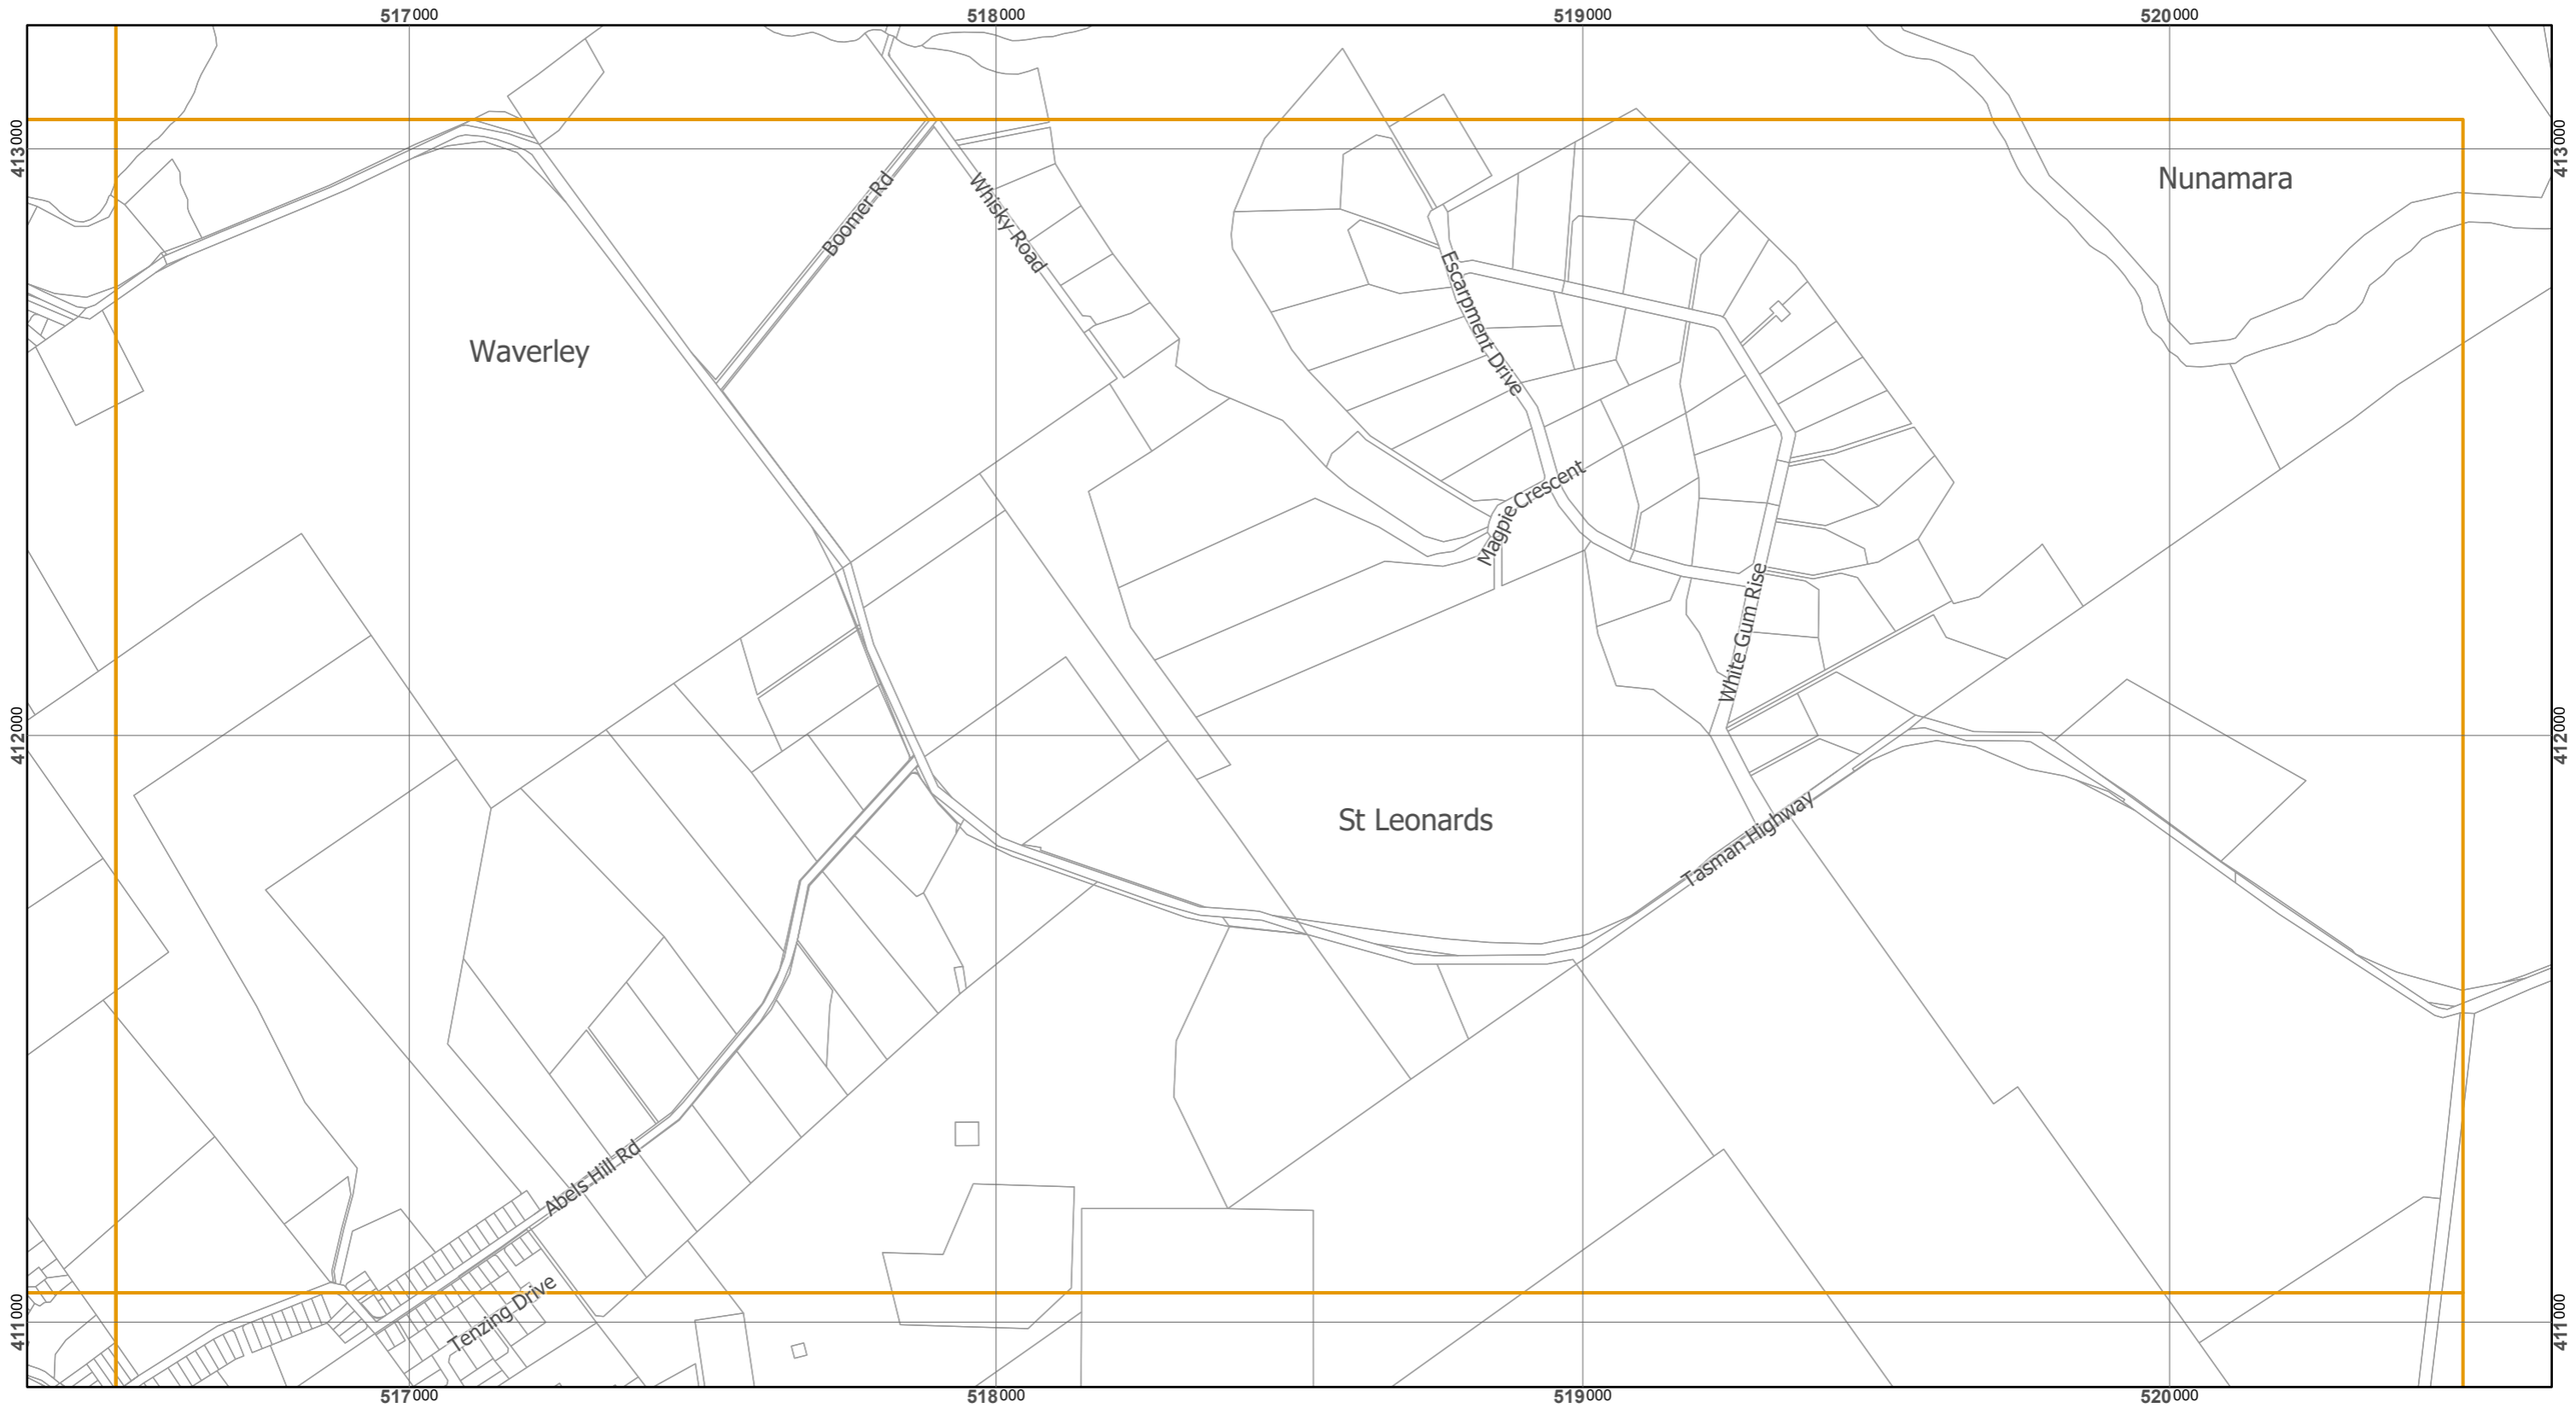 517000 518000 519000 520000
413000 413000
Nunamara
Boomer Rd
Whisky Road
Escarpment Drive
Waverley
Magpie Crescent
White Gum Rise
412000 412000
St Leonards
Tasman Highway
Abels Hill Rd
Tenzing Drive
411000 411000
517000 518000 519000 520000